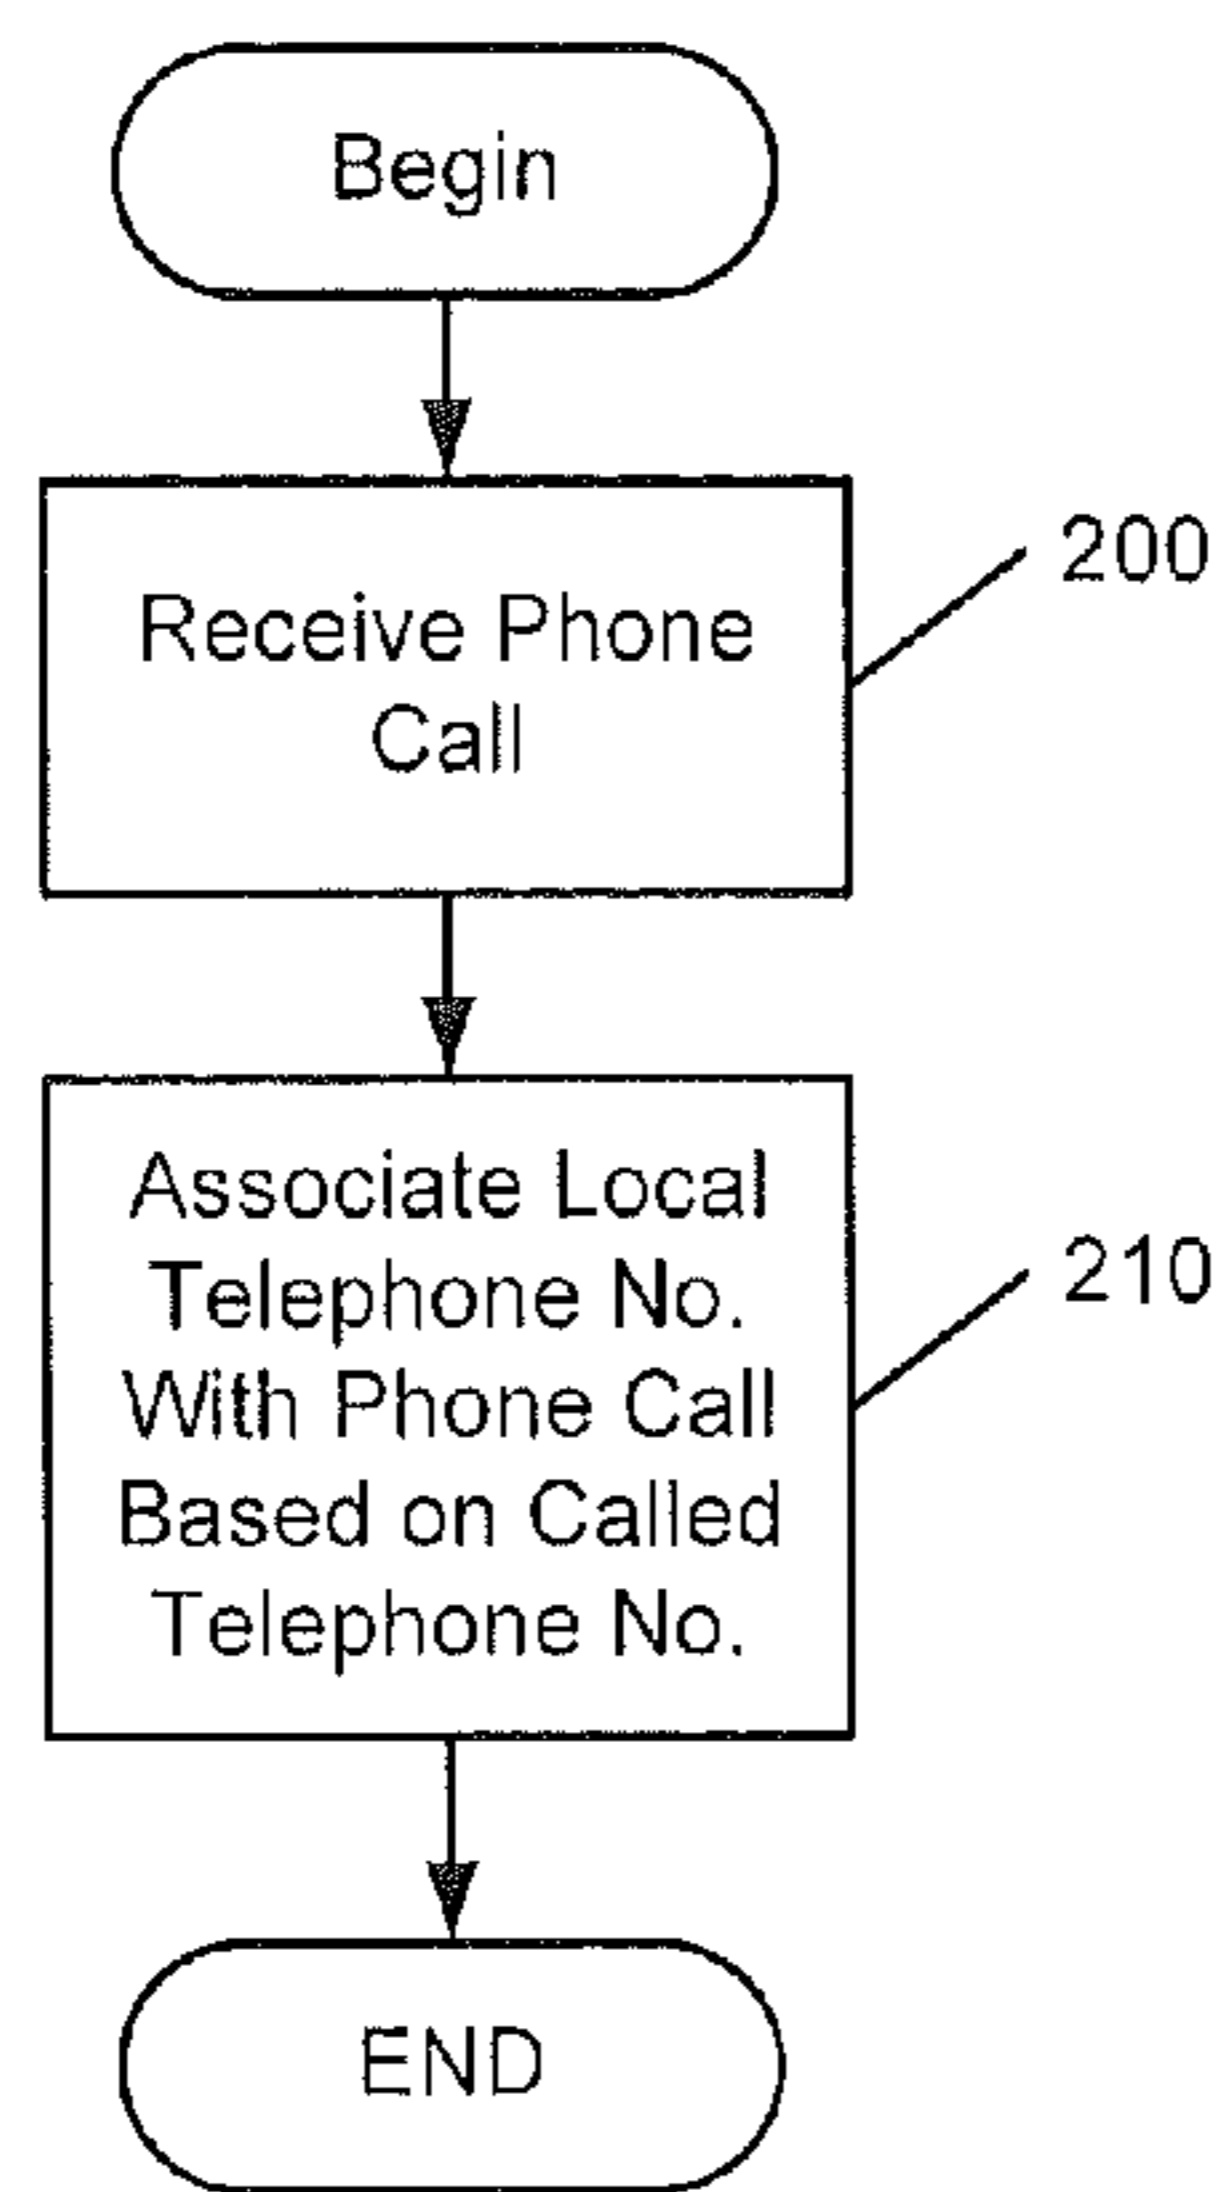 Begin
Receive Phone
Call
200
Associate Local
Telephone No.
With Phone Call
Based on Called
Telephone No.
210
END